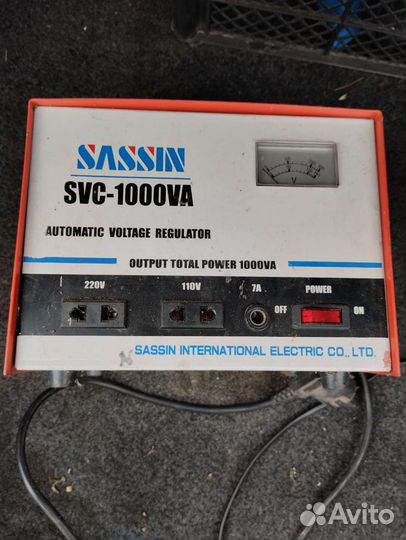 SASSIN
SVC-1000VA
AUTOMATIC VOLTAGE REGULATOR
OUTPUT TOTAL POWER 1000VA
220V 110V 7A POWER
OFF ON
SASSIN INTERNATIONAL ELECTRIC CO., LTD.
Avito